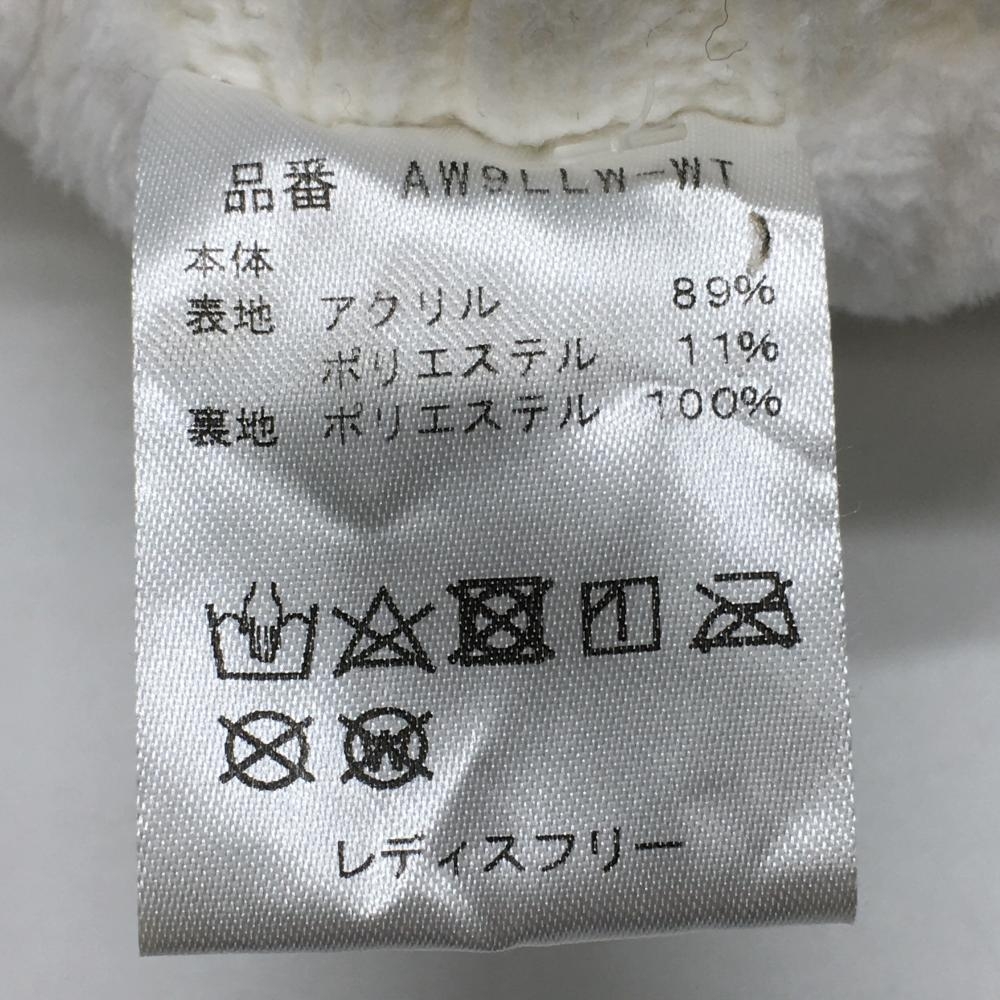 品番 AW9LLW-WT
本体
表地 アクリル 89%
ポリエステル 11%
裏地 ポリエステル 100%
W
レディスフリー